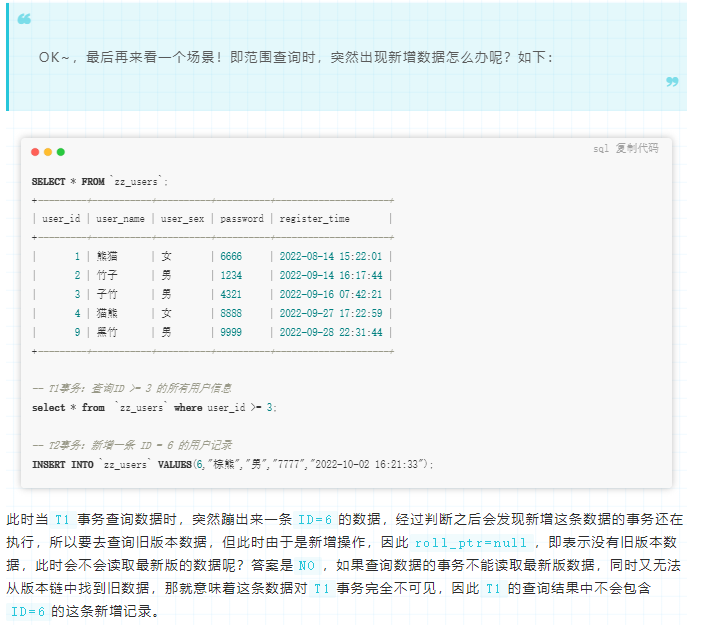 ❝
OK~，最后再来看一个场景！即范围查询时，突然出现新增数据怎么办呢？如下：
❞
sql 复制代码
SELECT * FROM `zz_users`;
+---------+-----------+----------+----------+---------------------+
| user_id | user_name | user_sex | password | register_time       |
+---------+-----------+----------+----------+---------------------+
|       1 | 熊猫      | 女       | 6666     | 2022-08-14 15:22:01 |
|       2 | 竹子      | 男       | 1234     | 2022-09-14 16:17:44 |
|       3 | 子竹      | 男       | 4321     | 2022-09-16 07:42:21 |
|       4 | 猫熊      | 女       | 8888     | 2022-09-27 17:22:59 |
|       9 | 黑竹      | 男       | 9999     | 2022-09-28 22:31:44 |
+---------+-----------+----------+----------+---------------------+
-- T1事务：查询ID >= 3 的所有用户信息
select * from  `zz_users` where user_id >= 3;
-- T2事务：新增一条 ID = 6 的用户记录
INSERT INTO `zz_users` VALUES(6,"棕熊","男","7777","2022-10-02 16:21:33");
此时当 T1 事务查询数据时，突然蹦出来一条 ID=6 的数据，经过判断之后会发现新增这条数据的事务还在
执行，所以要去查询旧版本数据，但此时由于是新增操作，因此 roll_ptr=null ，即表示没有旧版本数
据，此时会不会读取最新版的数据呢？答案是 NO ，如果查询数据的事务不能读取最新版数据，同时又无法
从版本链中找到旧数据，那就意味着这条数据对 T1 事务完全不可见，因此 T1 的查询结果中不会包含
ID=6 的这条新增记录。